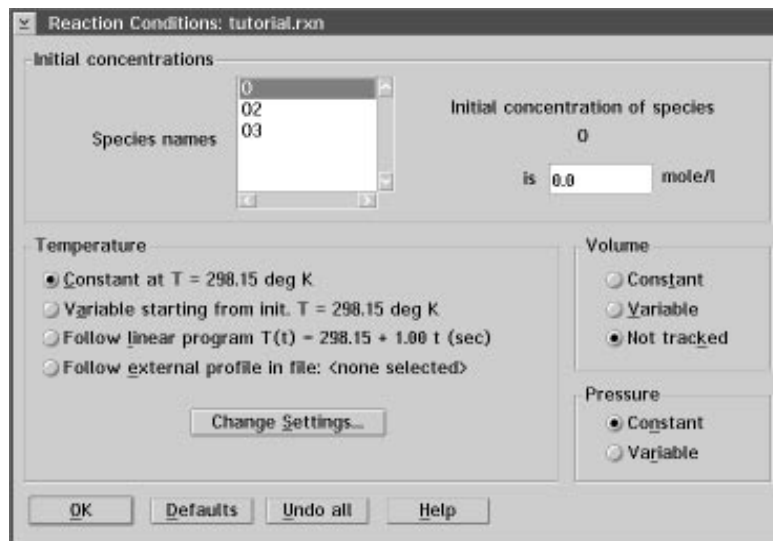 Reaction Conditions: tutorial.rxn
Initial concentrations
Species names
O
O2
O3
Initial concentration of species
O
is 0.0 mole/l
Temperature
Constant at T = 298.15 deg K
Variable starting from init. T = 298.15 deg K
Follow linear program T(t) = 298.15 + 1.00 t (sec)
Follow external profile in file: <none selected>
Change Settings...
Volume
Constant
Variable
Not tracked
Pressure
Constant
Variable
OK Defaults Undo all Help